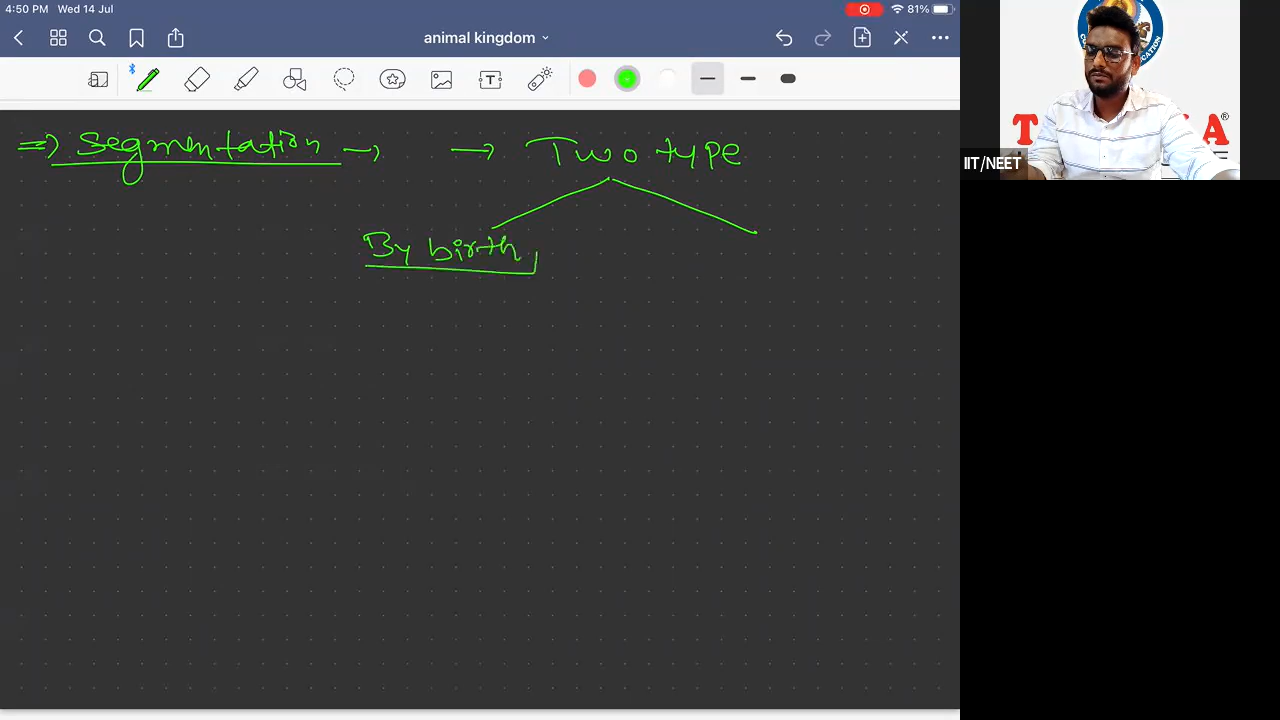 4:50 PM Wed 14 Jul
81%
animal kingdom
⇒ Segmentation → → Two type
By birth
IIT/NEET